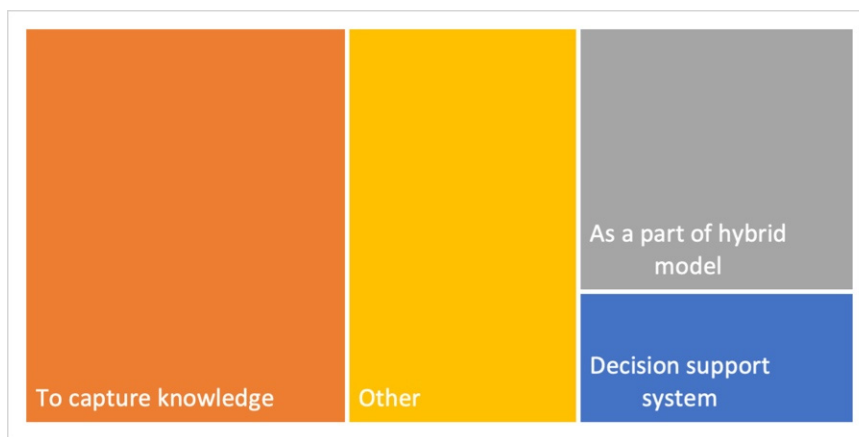 To capture knowledge
Other
As a part of hybrid
model
Decision support
system